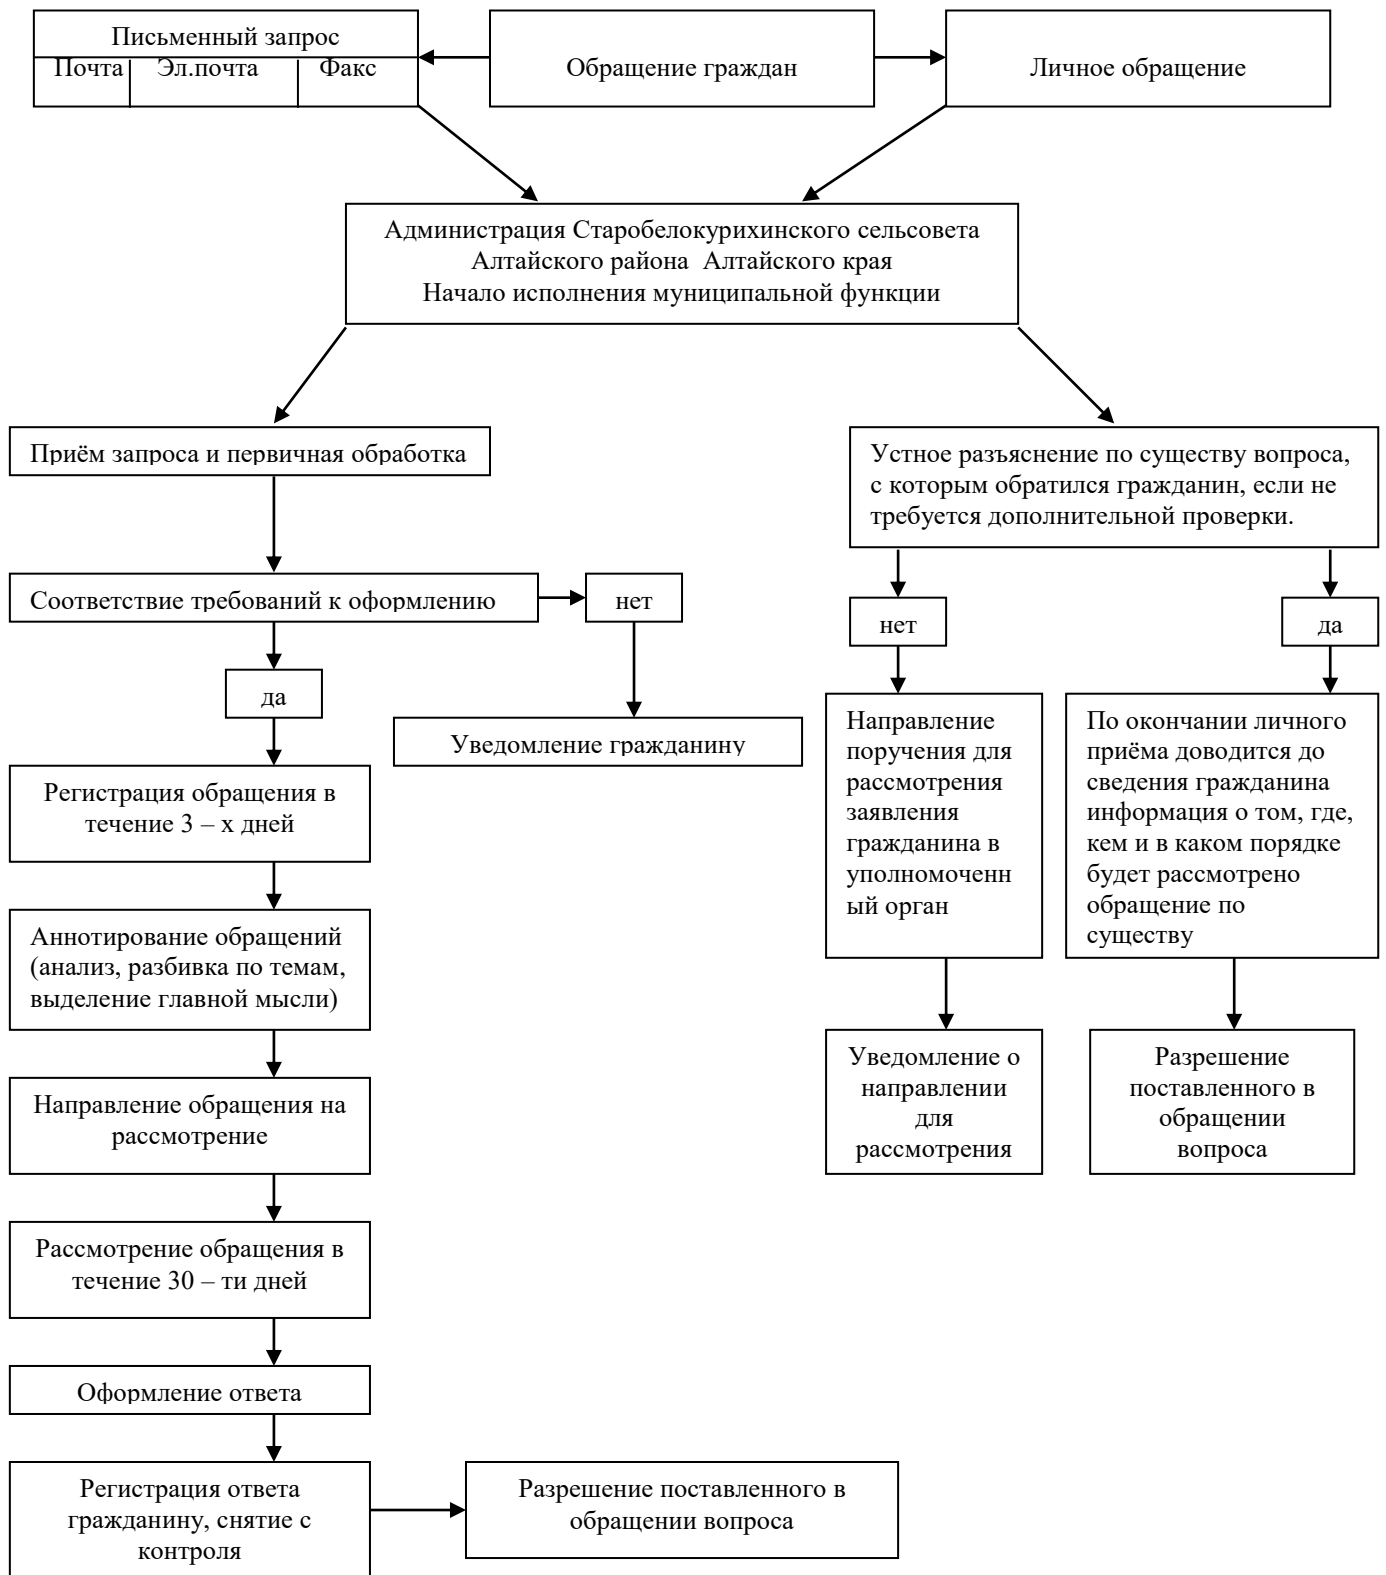 Письменный запрос
Почта Эл.почта Факс
Обращение граждан
Личное обращение
Администрация Старобелокурихинского сельсовета
Алтайского района Алтайского края
Начало исполнения муниципальной функции
Приём запроса и первичная обработка
Устное разъяснение по существу вопроса,
с которым обратился гражданин, если не
требуется дополнительной проверки.
Соответствие требований к оформлению
нет
нет
да
да
Уведомление гражданину
Направление
поручения для
рассмотрения
заявления
гражданина в
уполномоченн
ый орган
По окончании личного
приёма доводится до
сведения гражданина
информация о том, где,
кем и в каком порядке
будет рассмотрено
обращение по
существу
Регистрация обращения в
течение 3 – х дней
Аннотирование обращений
(анализ, разбивка по темам,
выделение главной мысли)
Уведомление о
направлении
для
рассмотрения
Разрешение
поставленного в
обращении
вопроса
Направление обращения на
рассмотрение
Рассмотрение обращения в
течение 30 – ти дней
Оформление ответа
Регистрация ответа
гражданину, снятие с
контроля
Разрешение поставленного в
обращении вопроса